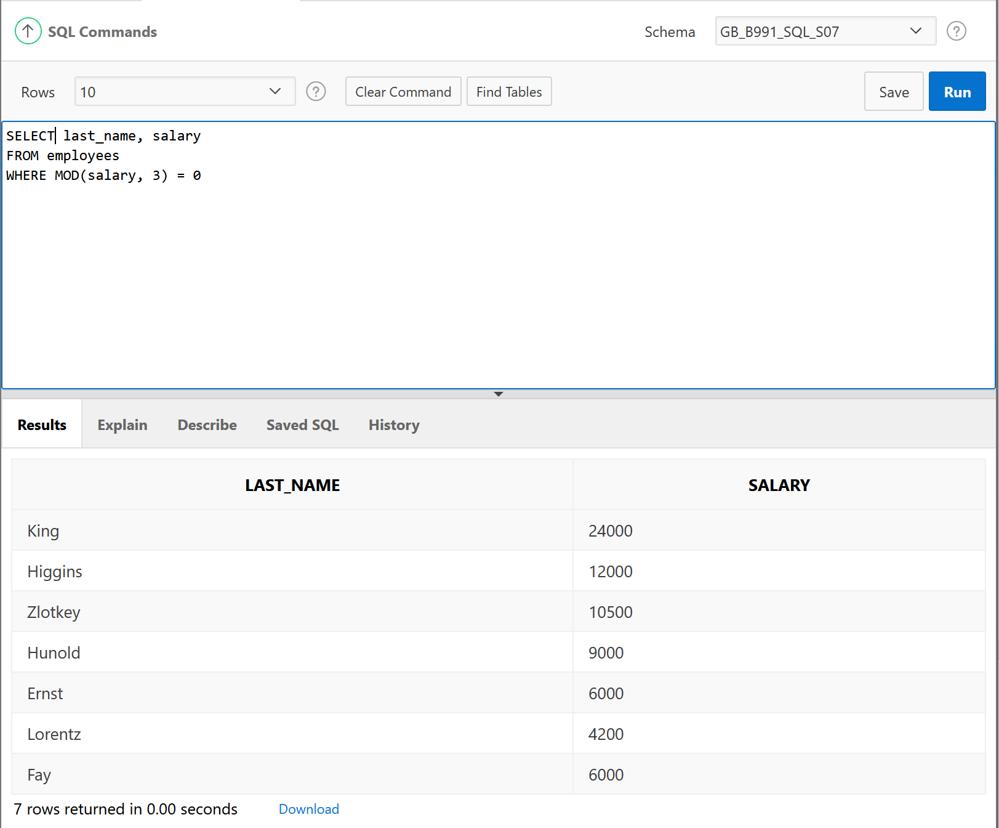 SQL Commands Schema GB_B991_SQL_S07 ?
Rows 10 ? Clear Command Find Tables Save Run
SELECT last_name, salary
FROM employees
WHERE MOD(salary, 3) = 0
Results Explain Describe Saved SQL History
LAST_NAME SALARY
King 24000
Higgins 12000
Zlotkey 10500
Hunold 9000
Ernst 6000
Lorentz 4200
Fay 6000
7 rows returned in 0.00 seconds Download